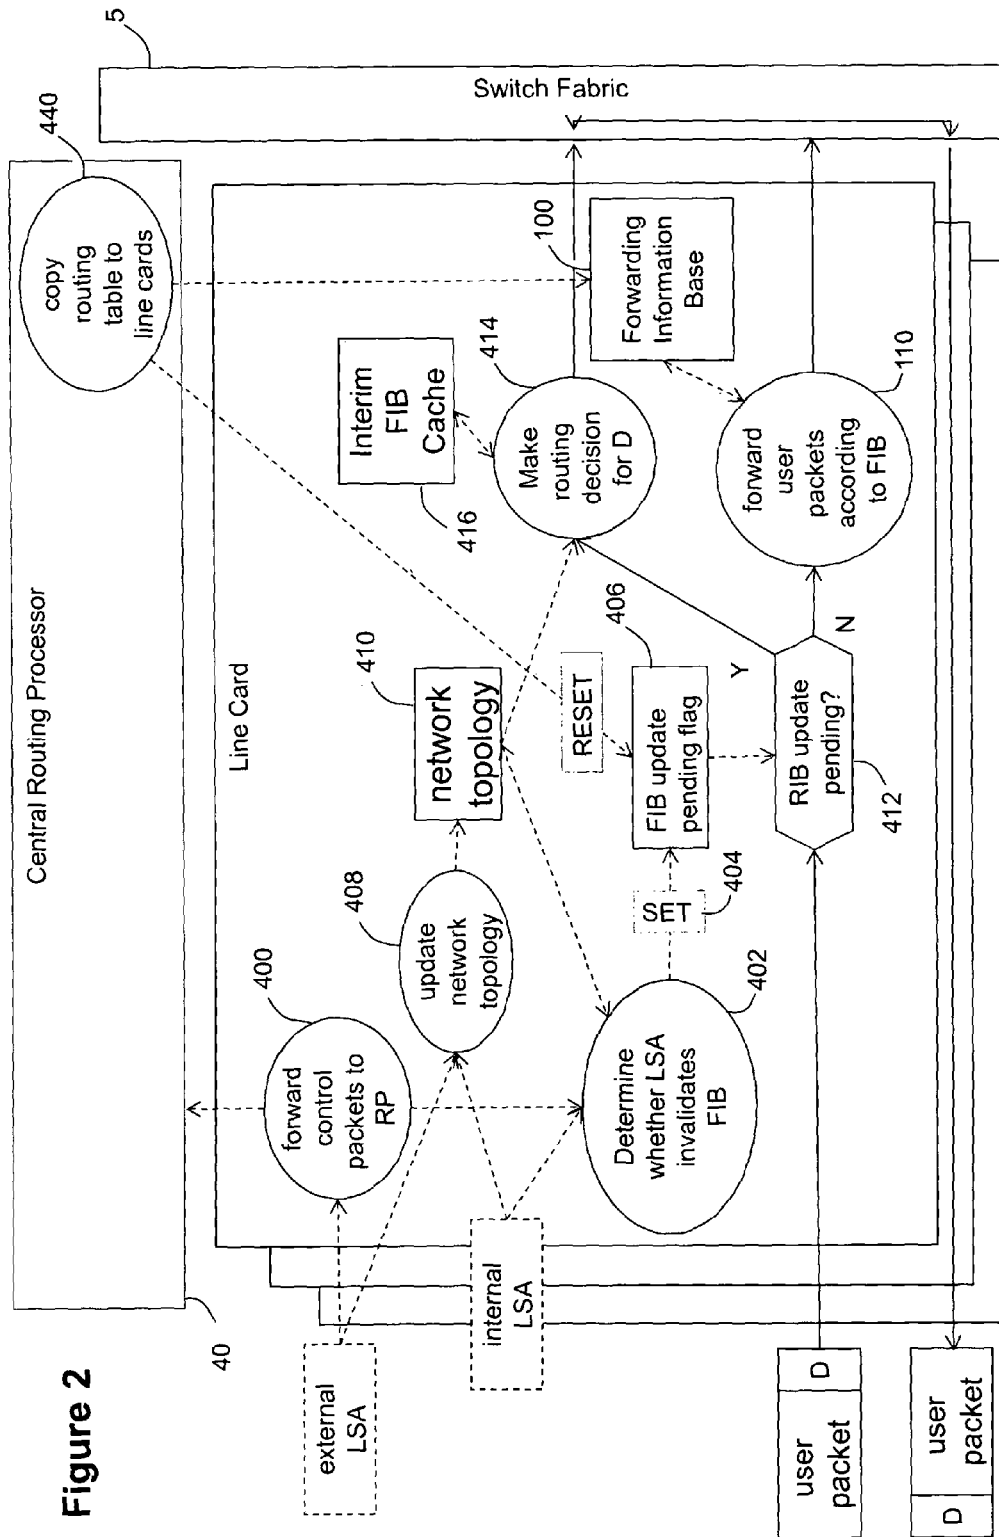 Figure 2
Central Routing Processor
40
copy
routing
table to
line cards
440
5
Switch Fabric
Line Card
external
LSA
internal
LSA
forward
control
packets to
RP
400
update
network
topology
408
network
topology
410
Interim
FIB
Cache
416
Make
routing
decision
for D
414
Forwarding
Information
Base
100
Determine
whether LSA
invalidates
FIB
402
SET
404
RESET
FIB update
pending flag
406
RIB update
pending?
412
Y
N
forward
user
packets
according
to FIB
110
user
packet
D
D
user
packet